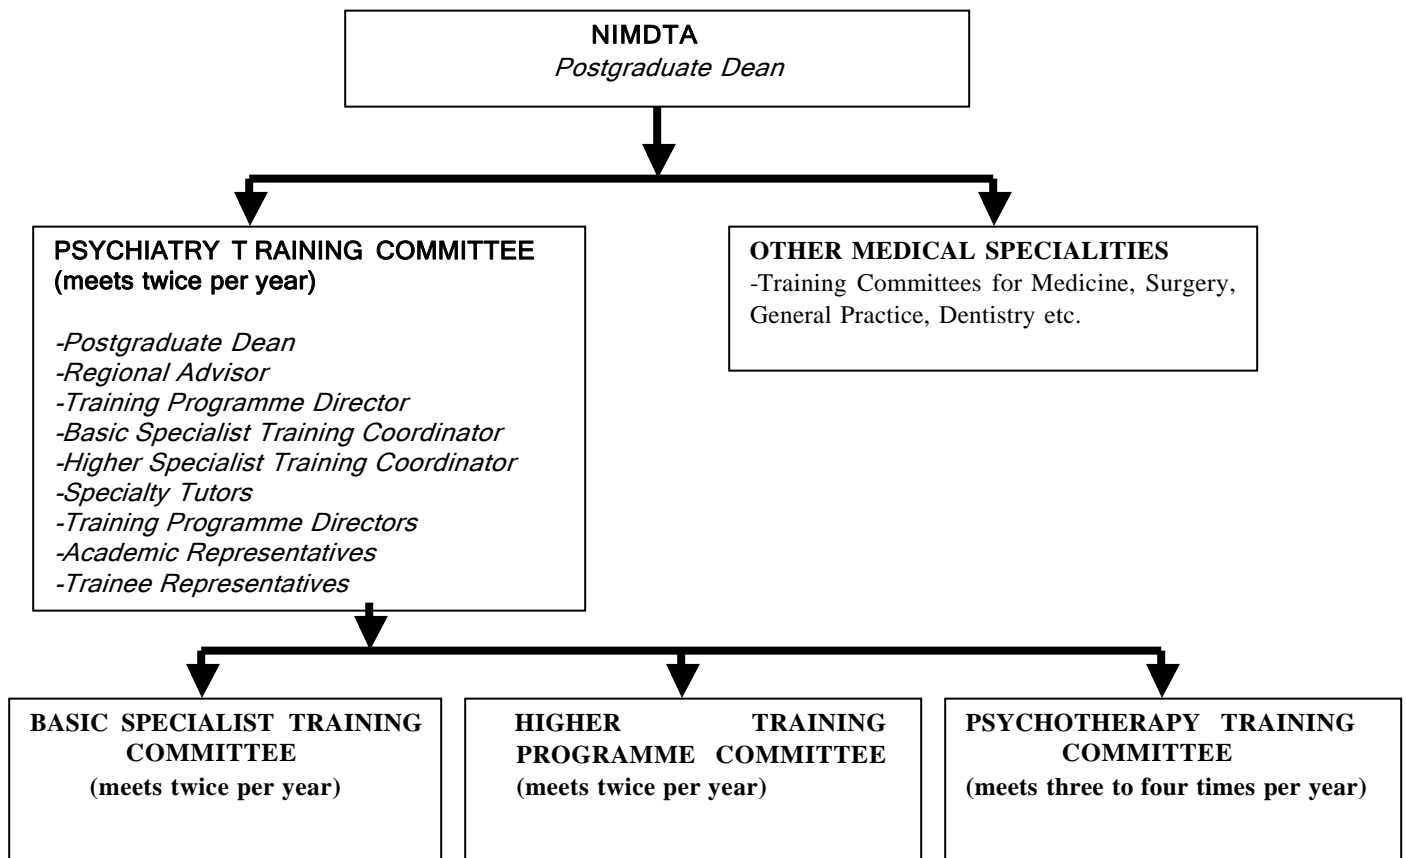 NIMDTA
Postgraduate Dean
PSYCHIATRY T RAINING COMMITTEE
(meets twice per year)
-Postgraduate Dean
-Regional Advisor
-Training Programme Director
-Basic Specialist Training Coordinator
-Higher Specialist Training Coordinator
-Specialty Tutors
-Training Programme Directors
-Academic Representatives
-Trainee Representatives
OTHER MEDICAL SPECIALITIES
-Training Committees for Medicine, Surgery,
General Practice, Dentistry etc.
BASIC SPECIALIST TRAINING
COMMITTEE
(meets twice per year)
HIGHER TRAINING
PROGRAMME COMMITTEE
(meets twice per year)
PSYCHOTHERAPY TRAINING
COMMITTEE
(meets three to four times per year)